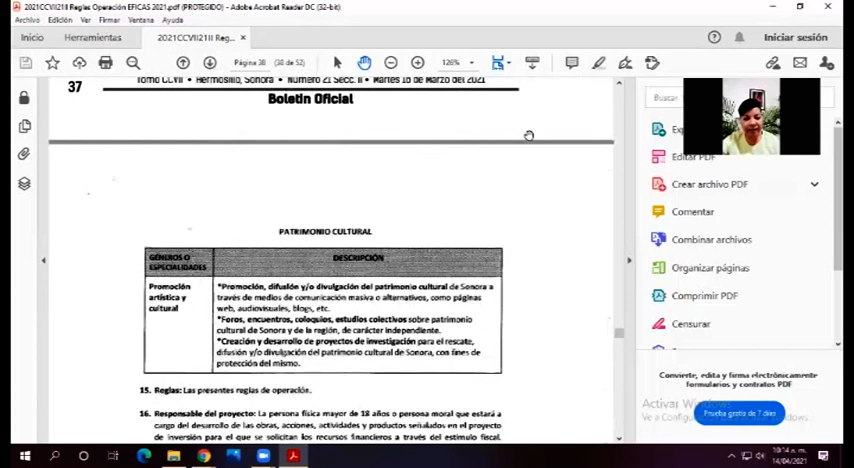 2021CCVII21II Reglas Operación EFICAS 2021.pdf (PROTEGIDO) - Adobe Acrobat Reader DC (32-bit)
Archivo Edición Ver Firmar Ventana Ayuda
Inicio Herramientas 2021CCVII21II Reg... × Iniciar sesión
Página 38 (38 de 52) 126%
37 Tomo CCVII • Hermosillo, Sonora • Número 21 Secc. II • Martes 16 de Marzo del 2021
Boletin Oficial
Buscar
Editar PDF
Crear archivo PDF
Comentar
Combinar archivos
Organizar páginas
Comprimir PDF
Censurar
PATRIMONIO CULTURAL
GÉNEROS O ESPECIALIDADES
DESCRIPCIÓN
Promoción
artística y
cultural
*Promoción, difusión y/o divulgación del patrimonio cultural de Sonora a
través de medios de comunicación masiva o alternativos, como páginas
web, audiovisuales, blogs, etc.
*Foros, encuentros, coloquios, estudios colectivos sobre patrimonio
cultural de Sonora y de la región, de carácter independiente.
*Creación y desarrollo de proyectos de investigación para el rescate,
difusión y/o divulgación del patrimonio cultural de Sonora, con fines de
protección del mismo.
15. Reglas: Las presentes reglas de operación.
16. Responsable del proyecto: La persona física mayor de 18 años o persona moral que estará a
cargo del desarrollo de las obras, acciones, actividades y productos señalados en el proyecto
de inversión para el que se solicitan los recursos financieros a través del estímulo fiscal.
Convierte, edita y firma electrónicamente
formularios y contratos PDF
Activar
Prueba gratis de 7 días
10:14 a. m.
14/04/2021